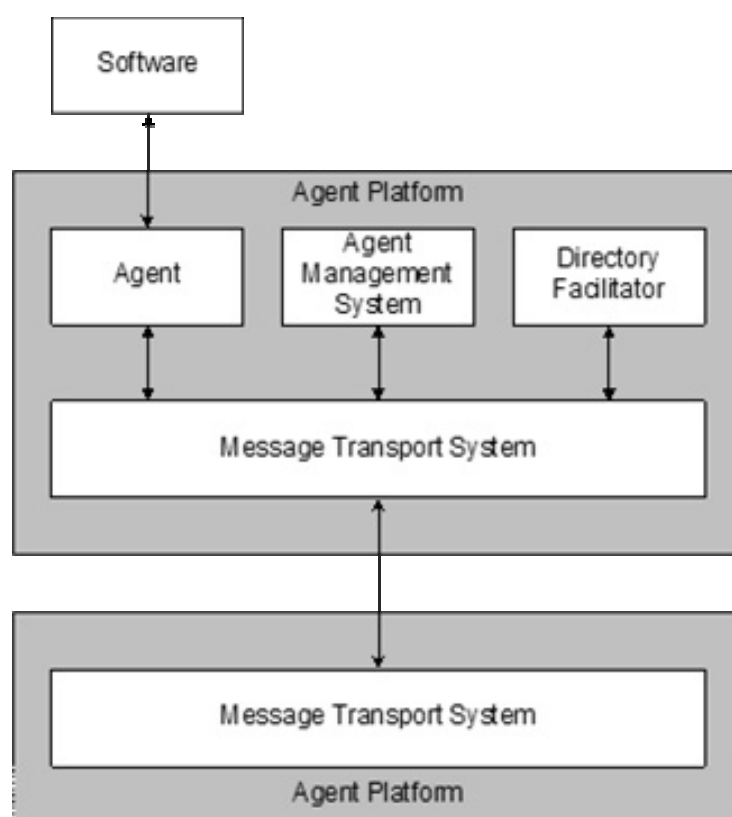 Software
Agent Platform
Agent
Agent
Management
System
Directory
Facilitator
Message Transport System
Message Transport System
Agent Platform